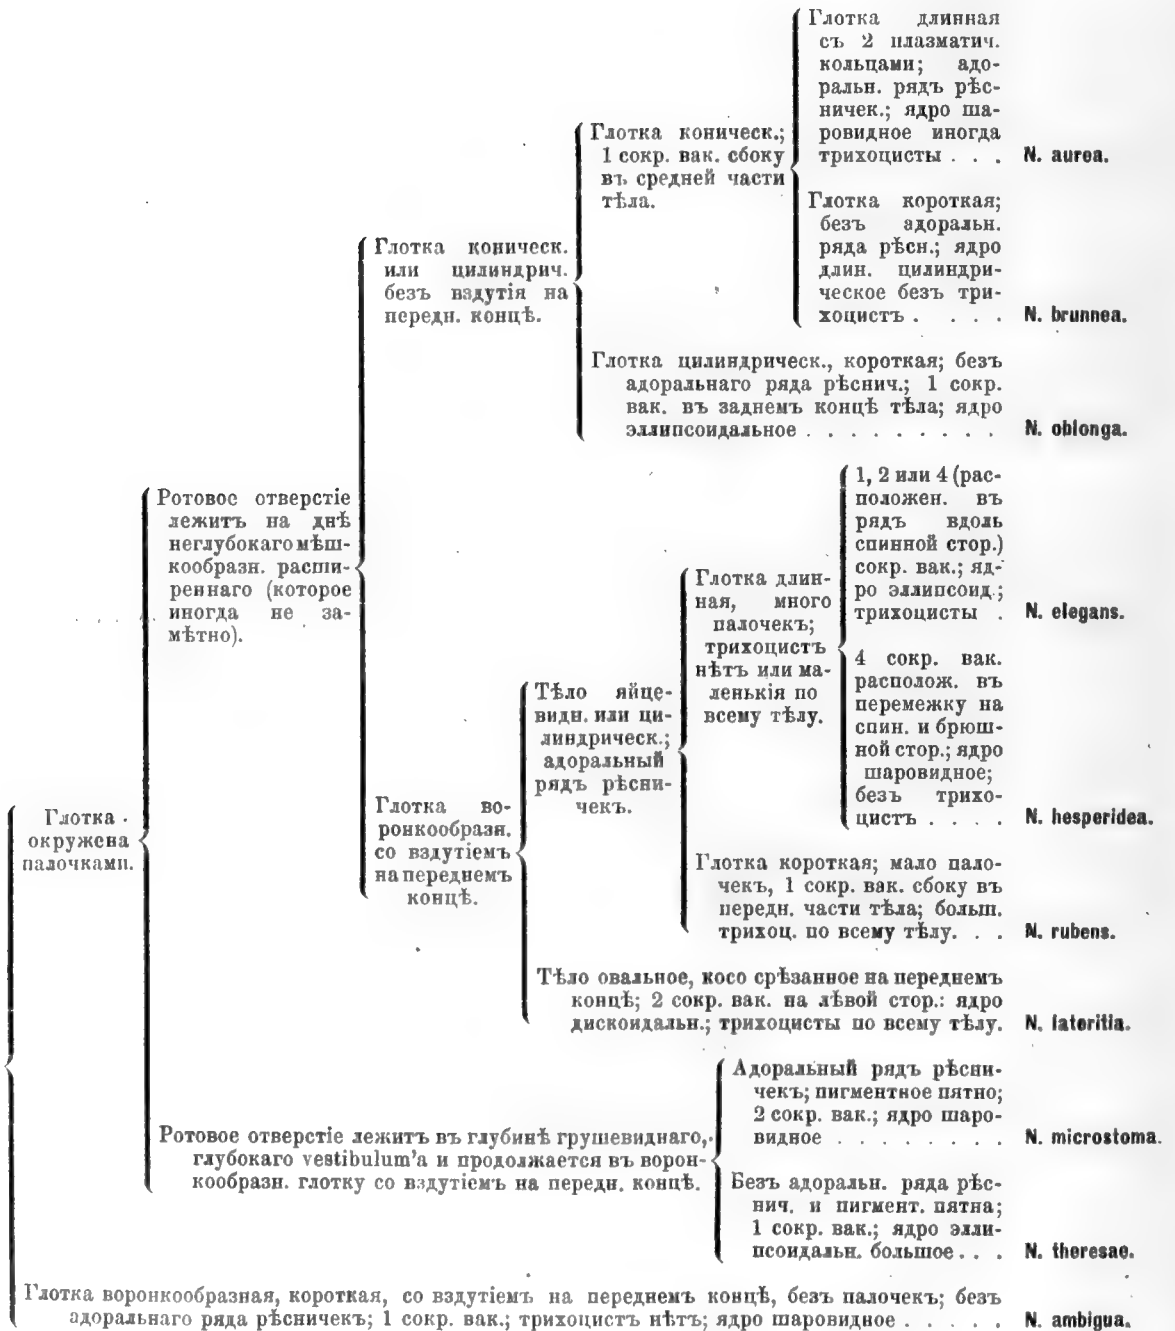 Глотка длинная
съ 2 плазматич.
кольцами; адо-
ральн. рядъ рѣс-
ничек.; ядро ша-
ровидное иногда
трихоцисты . . . N. aurea.
Глотка коническ.;
1 сокр. вак. сбоку
въ средней части
тѣла.
Глотка короткая;
безъ адоральн.
ряда рѣсн.; ядро
длин. цилиндри-
ческое безъ три-
хоцистъ . . . . N. brunnea.
Глотка коническ.
или цилиндрич.
безъ вздутія на
передн. концѣ.
Глотка цилиндрическ., короткая; безъ
адоральнаго ряда рѣснич.; 1 сокр.
вак. въ заднемъ концѣ тѣла; ядро
эллипсоидальное . . . . . . . . . N. oblonga.
Ротовое отверстіе
лежитъ на днѣ
неглубокаго мѣш-
кообразн. расши-
реннаго (которое
иногда не за-
мѣтно).
1, 2 или 4 (рас-
положен. въ
рядъ вдоль
спинной стор.)
сокр. вак.; яд-
ро эллипсоид.;
трихоцисты . N. elegans.
Глотка длин-
ная, много
палочекъ;
трихоцистъ
нѣтъ или ма-
ленькія по
всему тѣлу.
4 сокр. вак.
располож. въ
перемежку на
спин. и брюш-
ной стор.; ядро
шаровидное;
безъ трихо-
цистъ . . . . N. hesperidea.
Тѣло яйце-
видн. или ци-
линдрическ.;
адоральный
рядъ рѣсни-
чекъ.
Глотка во-
ронкообразн.
со вздутіемъ
на переднемъ
концѣ.
Глотка
окружена
палочками.
Глотка короткая; мало пало-
чекъ, 1 сокр. вак. сбоку въ
передн. части тѣла; больш.
трихоц. по всему тѣлу. . . N. rubens.
Тѣло овальное, косо срѣзанное на переднемъ
концѣ; 2 сокр. вак. на лѣвой стор.: ядро
дискоидальн.; трихоцисты по всему тѣлу. N. lateritia.
Адоральный рядъ рѣсни-
чекъ; пигментное пятно;
2 сокр. вак.; ядро шаро-
видное . . . . . . . . N. microstoma.
Ротовое отверстіе лежитъ въ глубинѣ грушевиднаго,
глубокаго vestibulum'а и продолжается въ ворон-
кообразн. глотку со вздутіемъ на передн. концѣ.
Безъ адоральн. ряда рѣс-
нич. и пигмент. пятна;
1 сокр. вак.; ядро элли-
псоидальн. большое . . . N. theresae.
Глотка воронкообразная, короткая, со вздутіемъ на переднемъ концѣ, безъ палочекъ; безъ
адоральнаго ряда рѣсничекъ; 1 сокр. вак.; трихоцистъ нѣтъ; ядро шаровидное . . . . . N. ambigua.